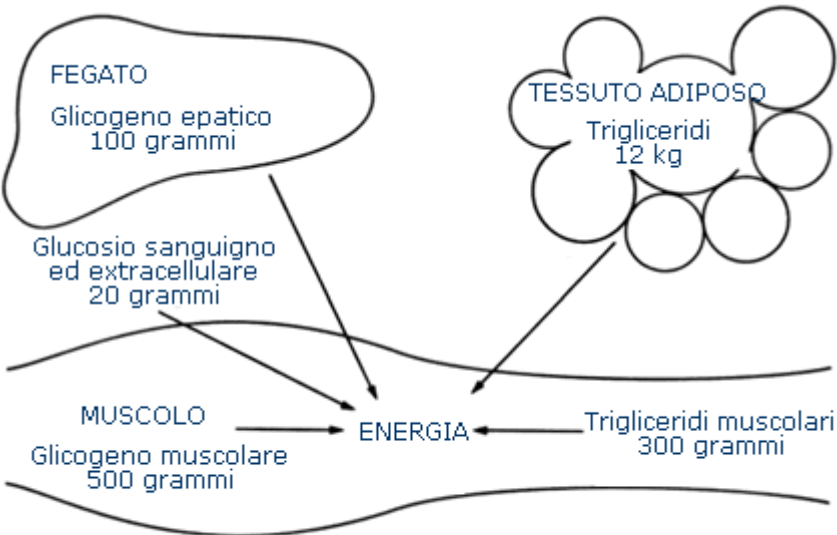 FEGATO
Glicogeno epatico
100 grammi
TESSUTO ADIPOSO
Trigliceridi
12 kg
Glucosio sanguigno
ed extracellulare
20 grammi
MUSCOLO
Glicogeno muscolare
500 grammi
ENERGIA
Trigliceridi muscolari
300 grammi